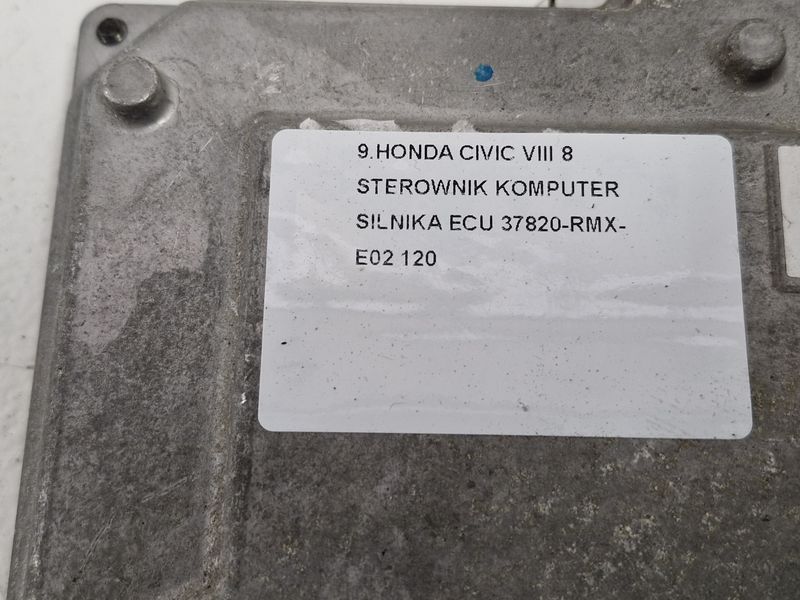 9.HONDA CIVIC VIII 8
STEROWNIK KOMPUTER
SILNIKA ECU 37820-RMX-
E02 120